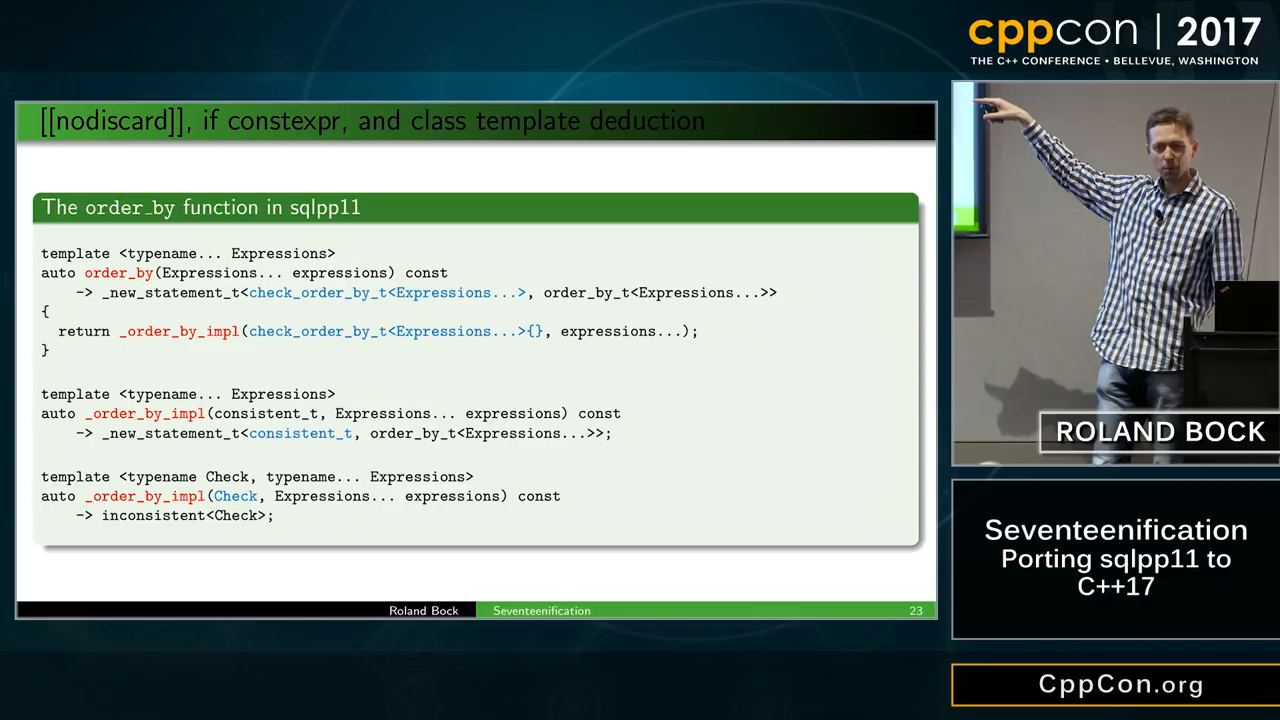 cppcon | 2017
THE C++ CONFERENCE • BELLEVUE, WASHINGTON
[[nodiscard]], if constexpr, and class template deduction
The order_by function in sqlpp11
template <typename... Expressions>
auto order_by(Expressions... expressions) const
-> _new_statement_t<check_order_by_t<Expressions...>, order_by_t<Expressions...>>
{
return _order_by_impl(check_order_by_t<Expressions...>{}, expressions...);
}
template <typename... Expressions>
auto _order_by_impl(consistent_t, Expressions... expressions) const
-> _new_statement_t<consistent_t, order_by_t<Expressions...>>;
template <typename Check, typename... Expressions>
auto _order_by_impl(Check, Expressions... expressions) const
-> inconsistent<Check>;
Roland Bock Seventeenification 23
ROLAND BOCK
Seventeenification
Porting sqlpp11 to
C++17
CppCon.org